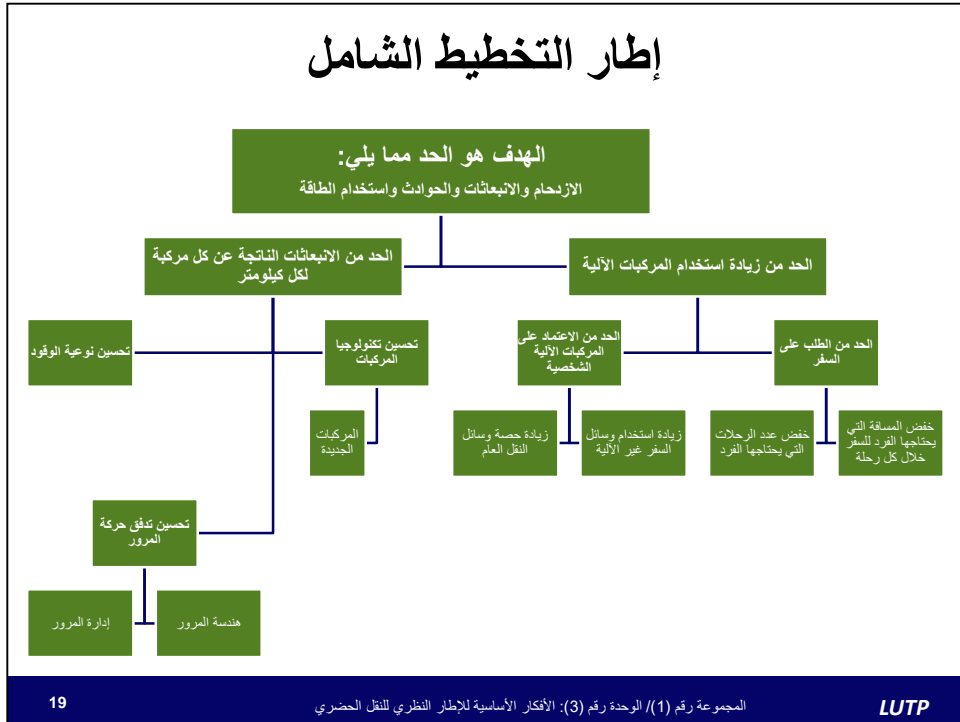 إطار التخطيط الشامل
الهدف هو الحد مما يلي:
الازدحام والانبعاثات والحوادث واستخدام الطاقة
الحد من زيادة استخدام المركبات الآلية
الحد من الانبعاثات الناتجة عن كل مركبة
لكل كيلومتر
الحد من الطلب على
السفر
الحد من الاعتماد على
المركبات الآلية
الشخصية
تحسين تكنولوجيا
المركبات
تحسين نوعية الوقود
خفض المسافة التي
يحتاجها الفرد للسفر
خلال كل رحلة
خفض عدد الرحلات
التي يحتاجها الفرد
زيادة استخدام وسائل
السفر غير الآلية
زيادة حصة وسائل
النقل العام
المركبات
الجديدة
تحسين تدفق حركة
المرور
هندسة المرور
إدارة المرور
LUTP
المجموعة رقم (1)/ الوحدة رقم (3): الأفكار الأساسية للإطار النظري للنقل الحضري
19